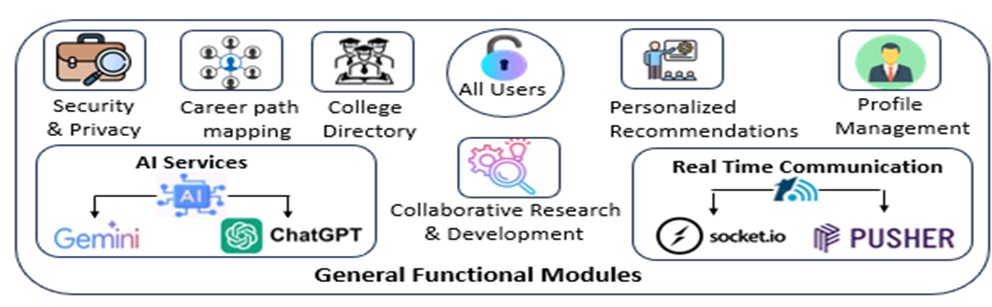 All Users
Security
& Privacy
Career path
mapping
College
Directory
Personalized
Recommendations
Profile
Management
AI Services
AI
Gemini
ChatGPT
Collaborative Research
& Development
Real Time Communication
socket.io
PUSHER
General Functional Modules